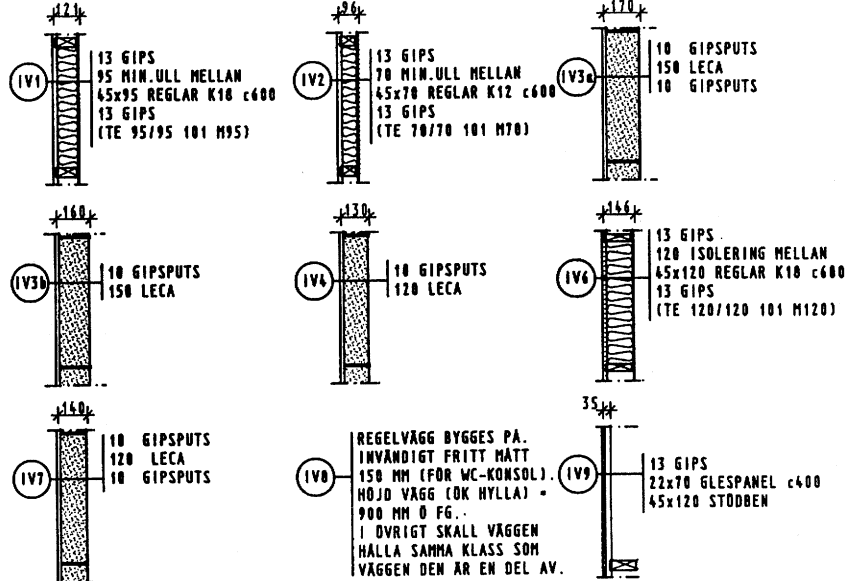 121
IV1
13 GIPS
95 MIN.ULL MELLAN
45x95 REGLAR K18 c600
13 GIPS
(TE 95/95 101 M95)
96
IV2
13 GIPS
70 MIN.ULL MELLAN
45x70 REGLAR K12 c600
13 GIPS
(TE 70/70 101 M70)
170
IV3a
10 GIPSPUTS
150 LECA
10 GIPSPUTS
160
IV3b
10 GIPSPUTS
150 LECA
130
IV4
10 GIPSPUTS
120 LECA
146
IV6
13 GIPS
120 ISOLERING MELLAN
45x120 REGLAR K18 c600
13 GIPS
(TE 120/120 101 M120)
140
IV7
10 GIPSPUTS
120 LECA
10 GIPSPUTS
IV8
REGELVÄGG BYGGES PÅ.
INVÄNDIGT FRITT MÅTT
150 MM (FÖR WC-KONSOL).
HÖJD VÄGG (ÖK HYLLA) =
900 MM Ö FG..
I ÖVRIGT SKALL VÄGGEN
HÅLLA SAMMA KLASS SOM
VÄGGEN DEN ÄR EN DEL AV.
35
IV9
13 GIPS
22x70 GLESPANEL c400
45x120 STÖDBEN